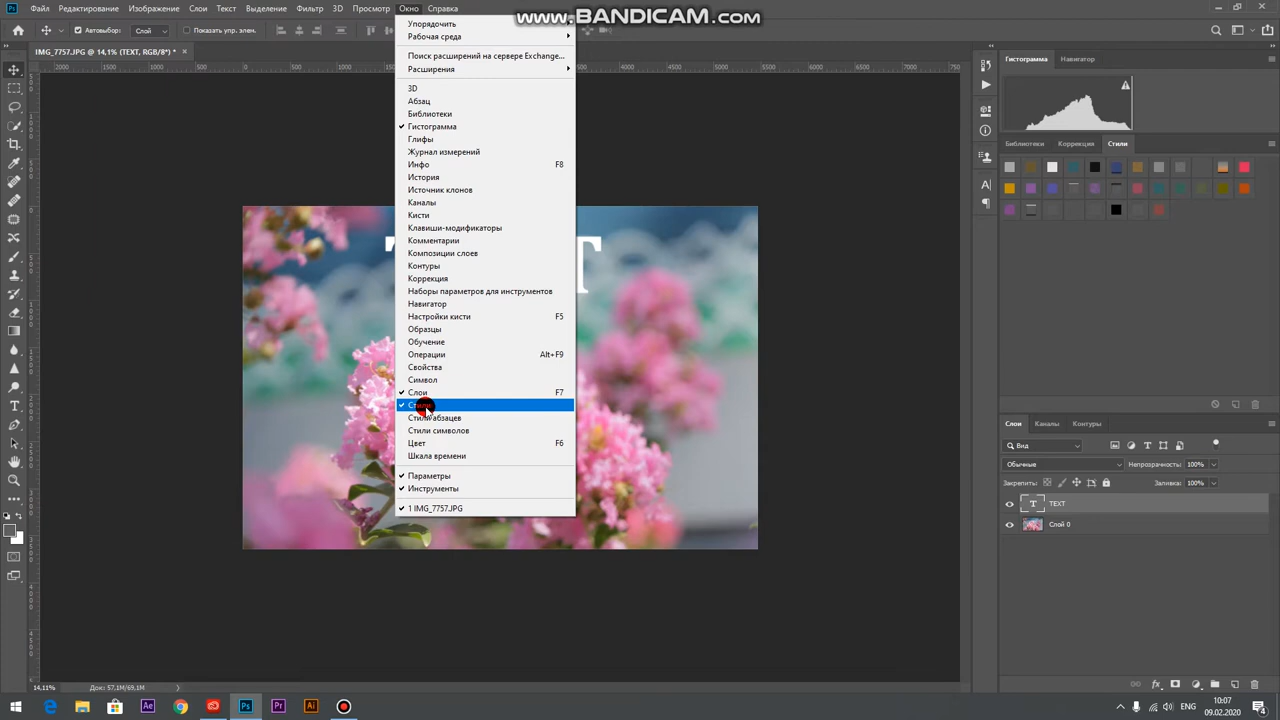 Ps Файл Редактирование Изображение Слои Текст Выделение Фильтр 3D Просмотр Окно Справка
www.BANDICAM.com
Автовыбор: Слой Показать упр. элем.
IMG_7757.JPG @ 14,1% (TEXT, RGB/8*) *
Упорядочить
Рабочая среда
Поиск расширений на сервере Exchange...
Расширения
3D
Абзац
Библиотеки
Гистограмма
Глифы
Журнал измерений
Инфо F8
История
Источник клонов
Каналы
Кисти
Клавиши-модификаторы
Комментарии
Композиции слоев
Контуры
Коррекция
Наборы параметров для инструментов
Навигатор
Настройки кисти F5
Образцы
Обучение
Операции Alt+F9
Свойства
Символ
Слои F7
Стили
Стили абзацев
Стили символов
Цвет F6
Шкала времени
Параметры
Инструменты
1 IMG_7757.JPG
Гистограмма Навигатор
Библиотеки Коррекция Стили
Слои Каналы Контуры
Вид
Обычные Непрозрачность: 100%
Закрепить: Заливка: 100%
T TEXT
Слой 0
14,11% Док: 57,1M/69,1M
Ae Ps Pr Ai
ENG 10:07
09.02.2020